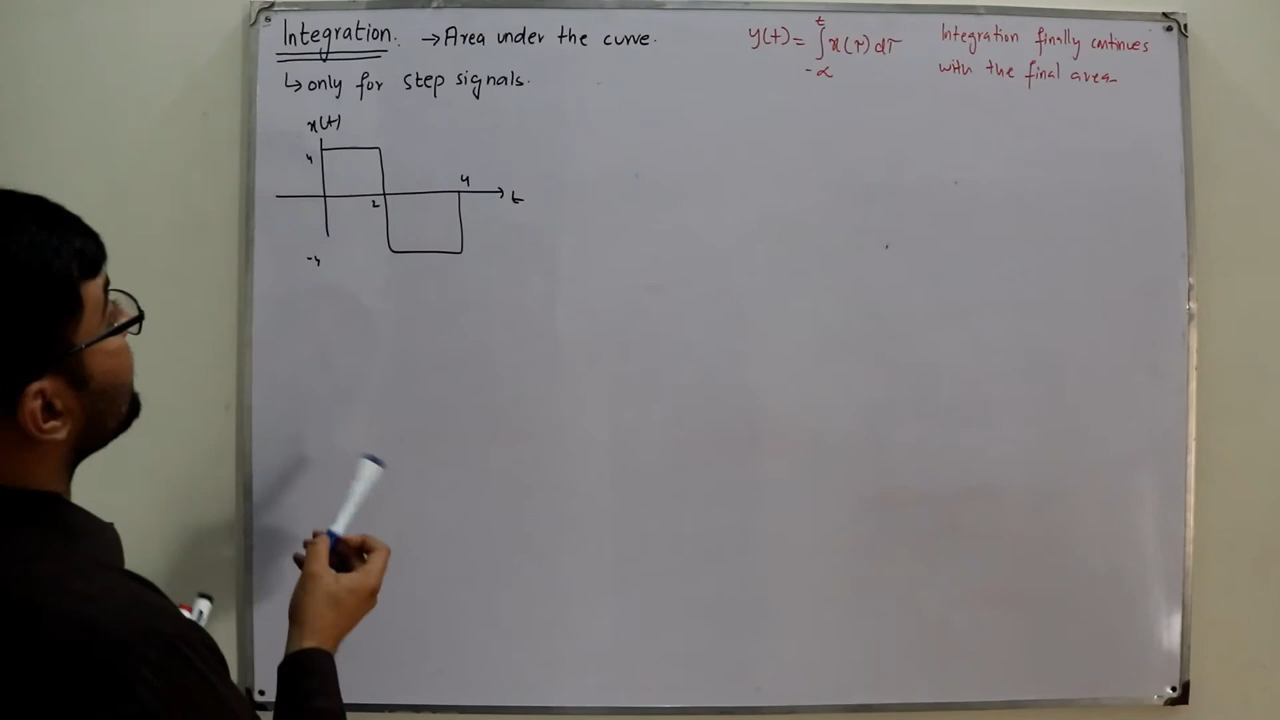 Integration. → Area under the curve.
↳ only for step signals.
y(t) = ∫ x(τ) dτ
t
-∝
Integration finally continues
with the final area
x(t)
4
4
2
t
-4